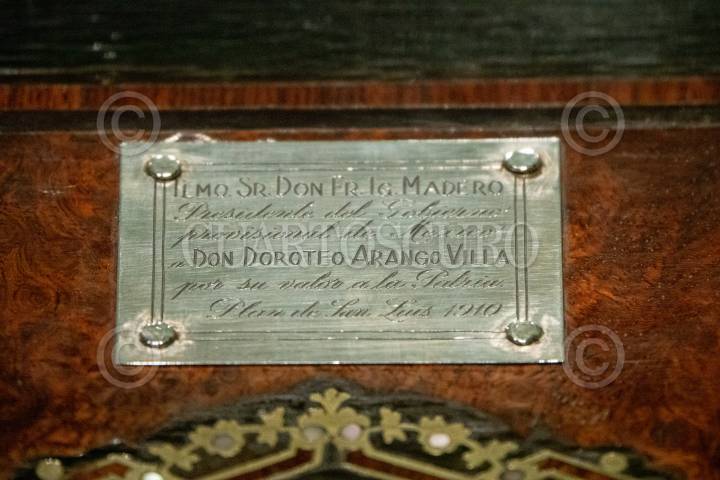 ILMO. SR. DON FR. IG. MADERO
Presidente del Gobierno
provisional de Mexico
a DON DOROTEO ARANGO VILLA
por su valor a la Patria
Plan de San Luis 1910